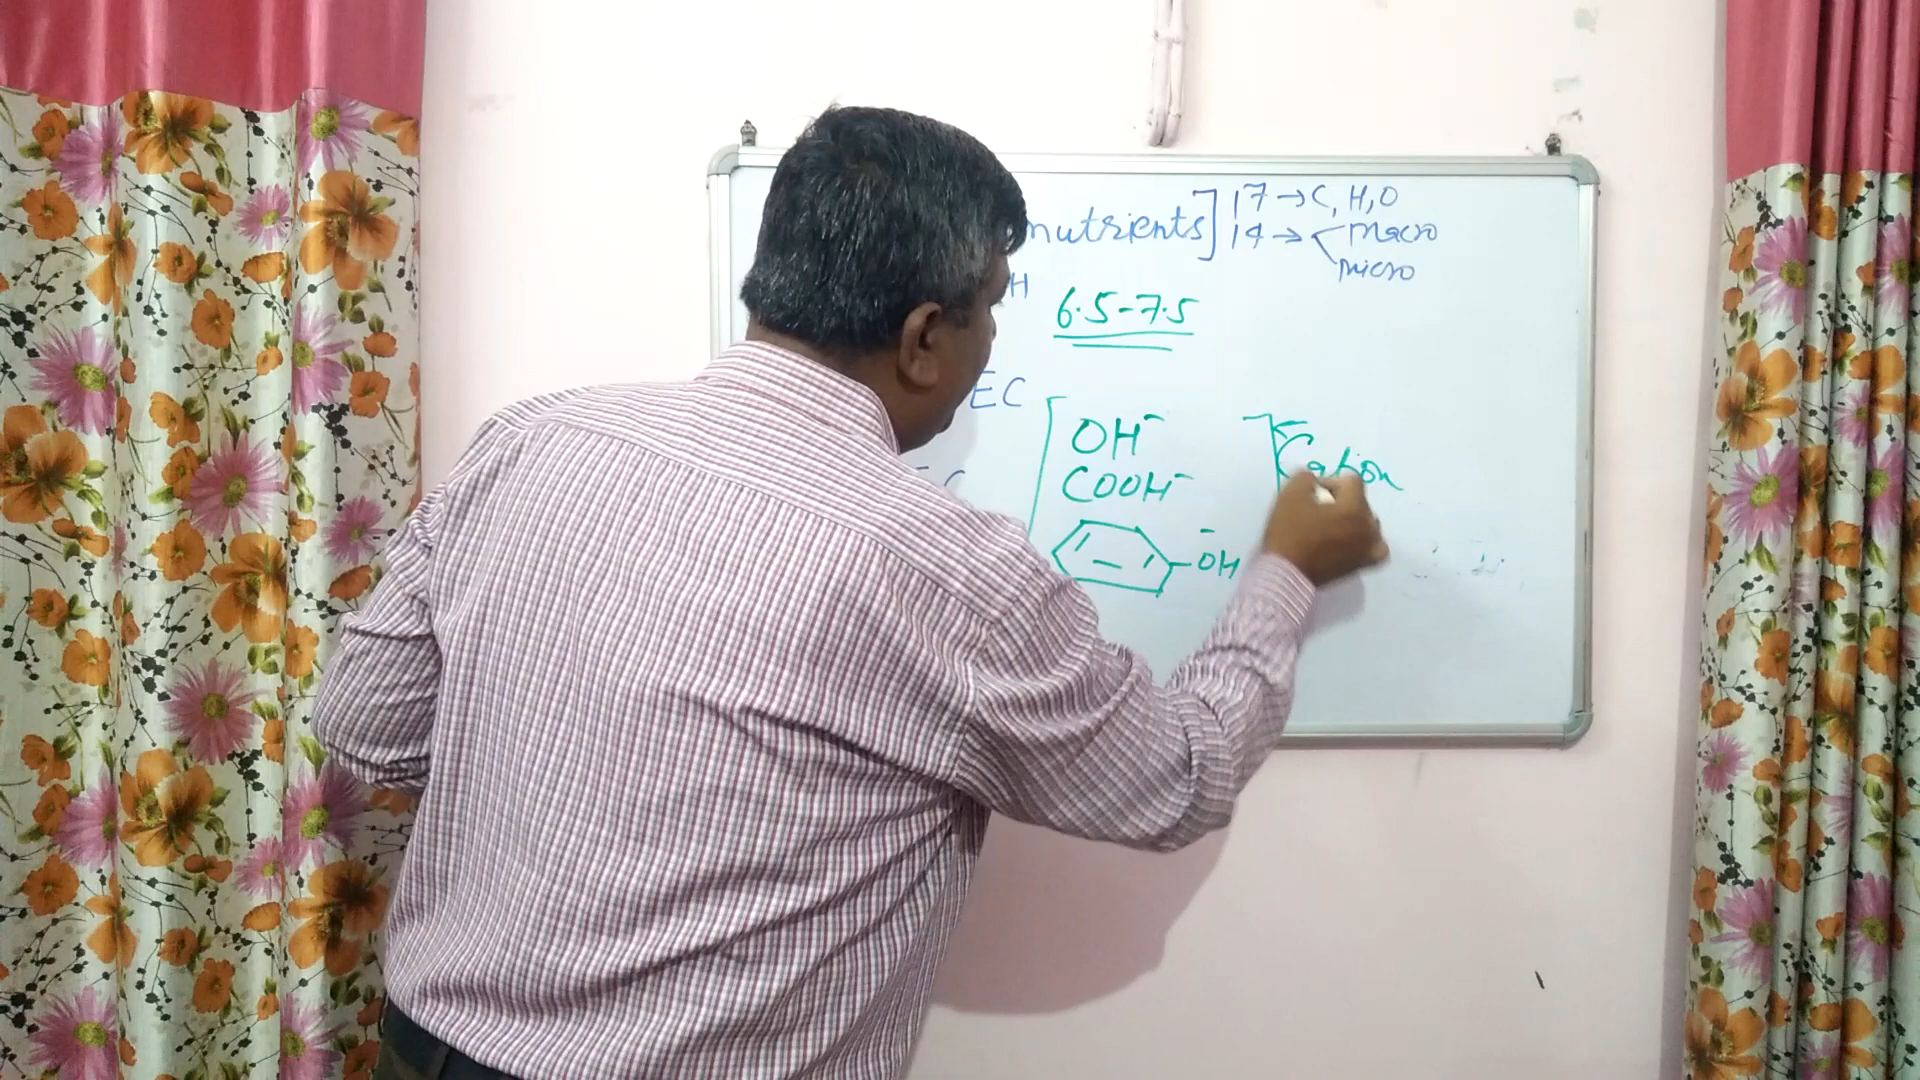 nutrients] 17 → C, H, O
14 → Macro
micro
H 6.5-7.5
EC
OH⁻
COOH⁻
Cation
C
⁻OH